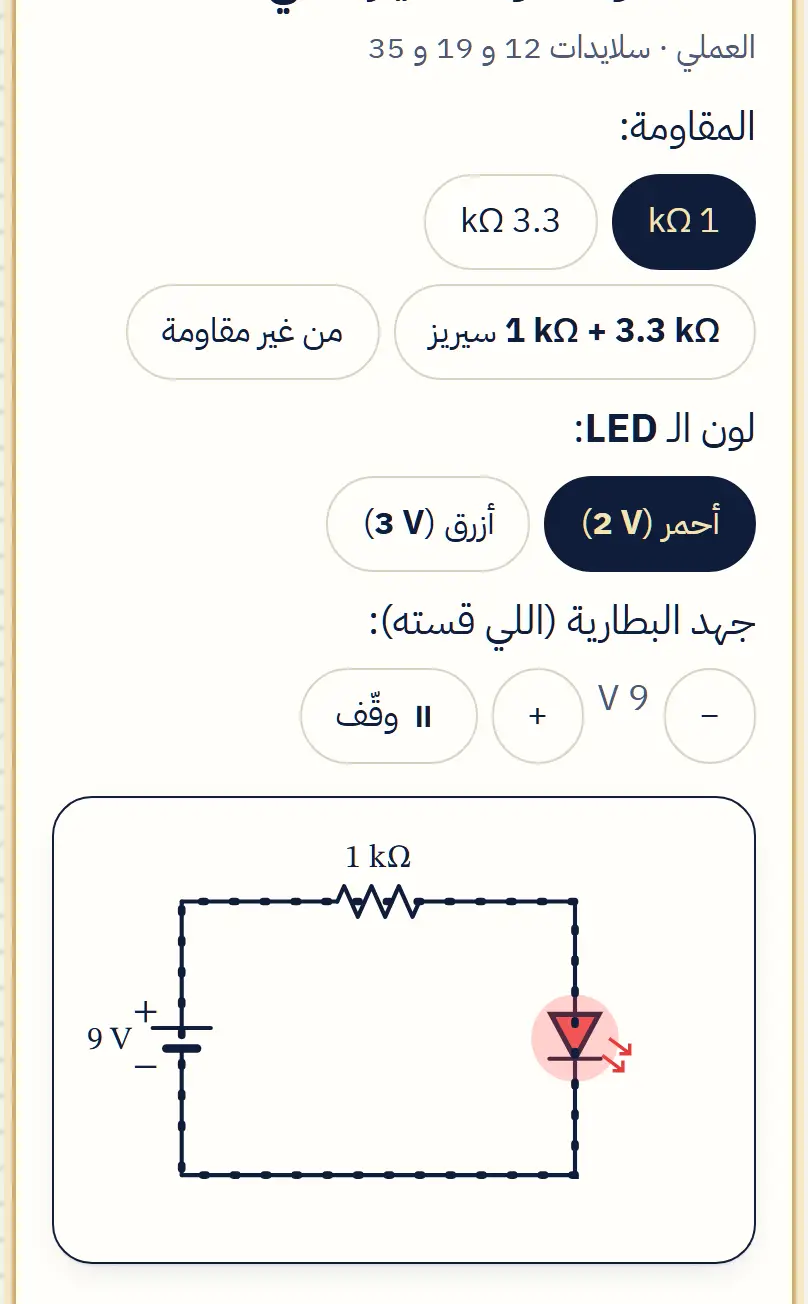 العملي · سلايدات 12 و 19 و 35
المقاومة:
1 kΩ
3.3 kΩ
1 kΩ + 3.3 kΩ سيريز
من غير مقاومة
لون الـ LED:
أحمر (2 V)
أزرق (3 V)
جهد البطارية (اللي قسته):
−
9 V
+
⏸ وقّف
1 kΩ
+
9 V
−